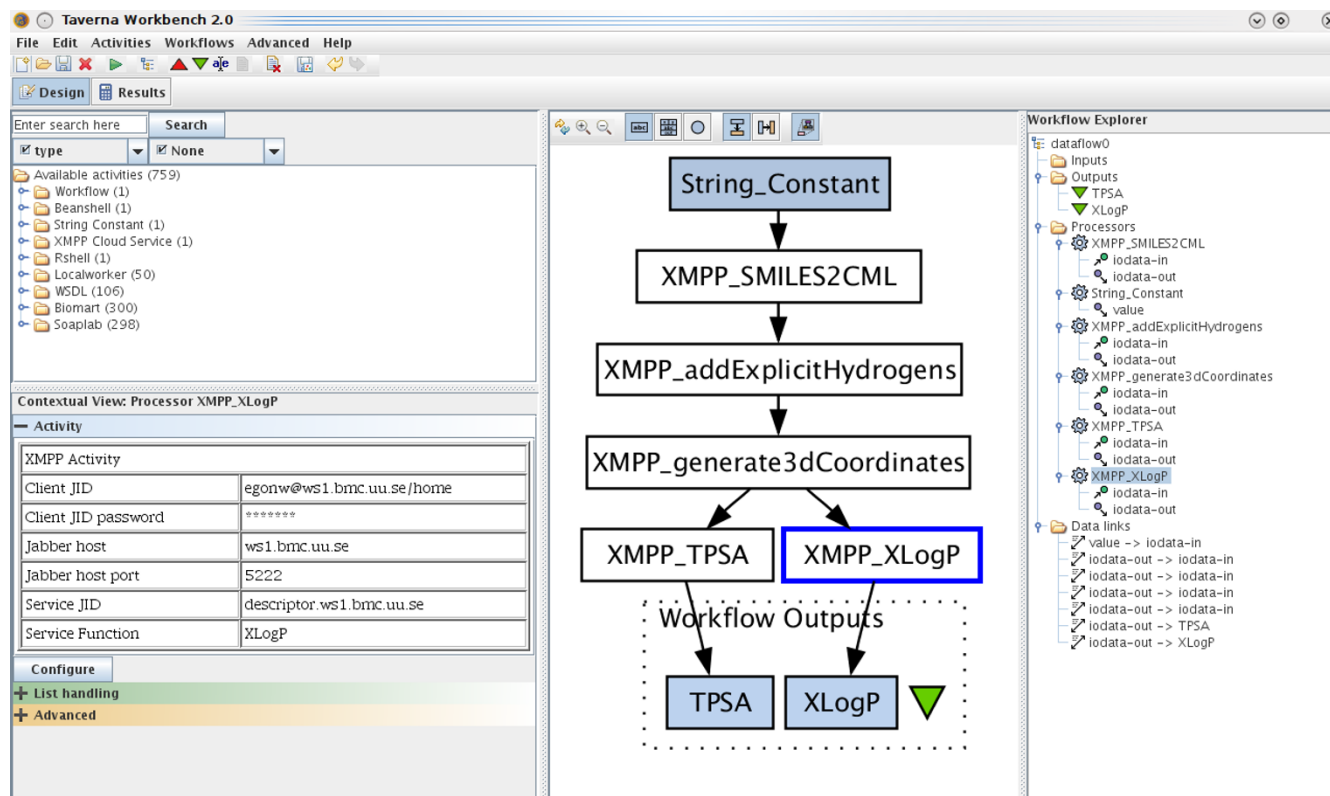 Taverna Workbench 2.0
File Edit Activities Workflows Advanced Help
Design Results
Enter search here Search
type None
Available activities (759)
Workflow (1)
Beanshell (1)
String Constant (1)
XMPP Cloud Service (1)
Rshell (1)
Localworker (50)
WSDL (106)
Biomart (300)
Soaplab (298)
Contextual View: Processor XMPP_XLogP
Activity
XMPP Activity
Client JID egonw@ws1.bmc.uu.se/home
Client JID password *******
Jabber host ws1.bmc.uu.se
Jabber host port 5222
Service JID descriptor.ws1.bmc.uu.se
Service Function XLogP
Configure
List handling
Advanced
String_Constant
XMPP_SMILES2CML
XMPP_addExplicitHydrogens
XMPP_generate3dCoordinates
XMPP_TPSA XMPP_XLogP
Workflow Outputs
TPSA XLogP
Workflow Explorer
dataflow0
Inputs
Outputs
TPSA
XLogP
Processors
XMPP_SMILES2CML
iodata-in
iodata-out
String_Constant
value
XMPP_addExplicitHydrogens
iodata-in
iodata-out
XMPP_generate3dCoordinates
iodata-in
iodata-out
XMPP_TPSA
iodata-in
iodata-out
XMPP_XLogP
iodata-in
iodata-out
Data links
value -> iodata-in
iodata-out -> iodata-in
iodata-out -> iodata-in
iodata-out -> iodata-in
iodata-out -> iodata-in
iodata-out -> TPSA
iodata-out -> XLogP